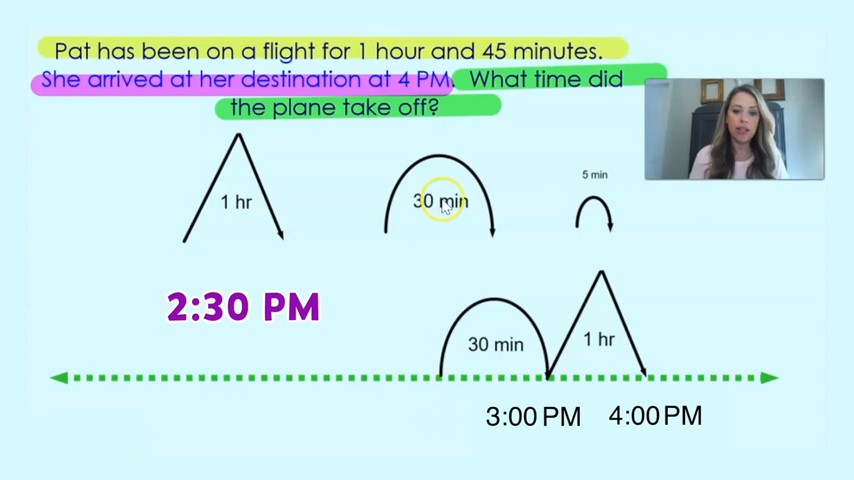 Pat has been on a flight for 1 hour and 45 minutes.
She arrived at her destination at 4 PM. What time did
the plane take off?
1 hr
30 min
5 min
2:30 PM
30 min
1 hr
3:00 PM
4:00 PM